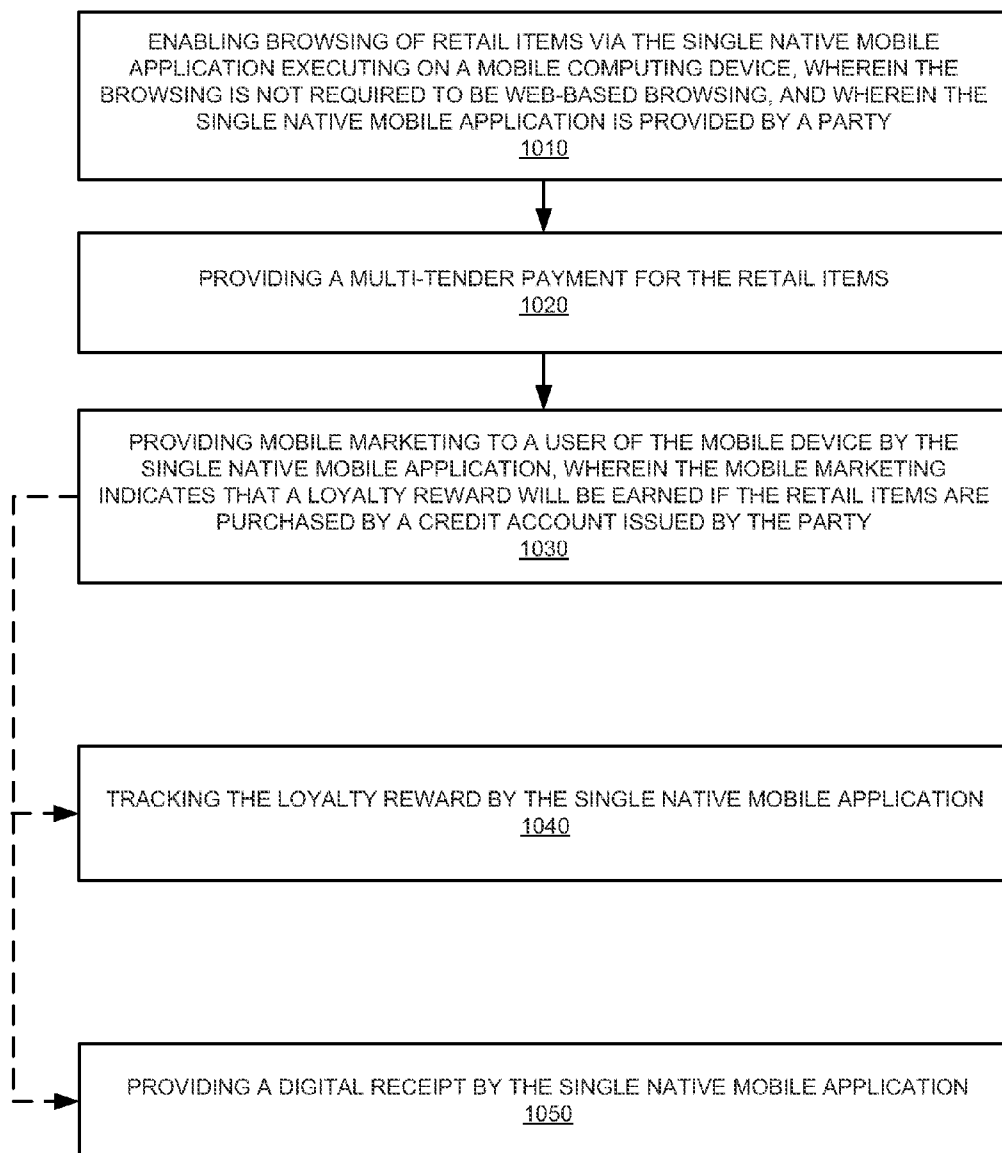 ENABLING BROWSING OF RETAIL ITEMS VIA THE SINGLE NATIVE MOBILE
APPLICATION EXECUTING ON A MOBILE COMPUTING DEVICE, WHEREIN THE
BROWSING IS NOT REQUIRED TO BE WEB-BASED BROWSING, AND WHEREIN THE
SINGLE NATIVE MOBILE APPLICATION IS PROVIDED BY A PARTY
1010
PROVIDING A MULTI-TENDER PAYMENT FOR THE RETAIL ITEMS
1020
PROVIDING MOBILE MARKETING TO A USER OF THE MOBILE DEVICE BY THE
SINGLE NATIVE MOBILE APPLICATION, WHEREIN THE MOBILE MARKETING
INDICATES THAT A LOYALTY REWARD WILL BE EARNED IF THE RETAIL ITEMS ARE
PURCHASED BY A CREDIT ACCOUNT ISSUED BY THE PARTY
1030
TRACKING THE LOYALTY REWARD BY THE SINGLE NATIVE MOBILE APPLICATION
1040
PROVIDING A DIGITAL RECEIPT BY THE SINGLE NATIVE MOBILE APPLICATION
1050